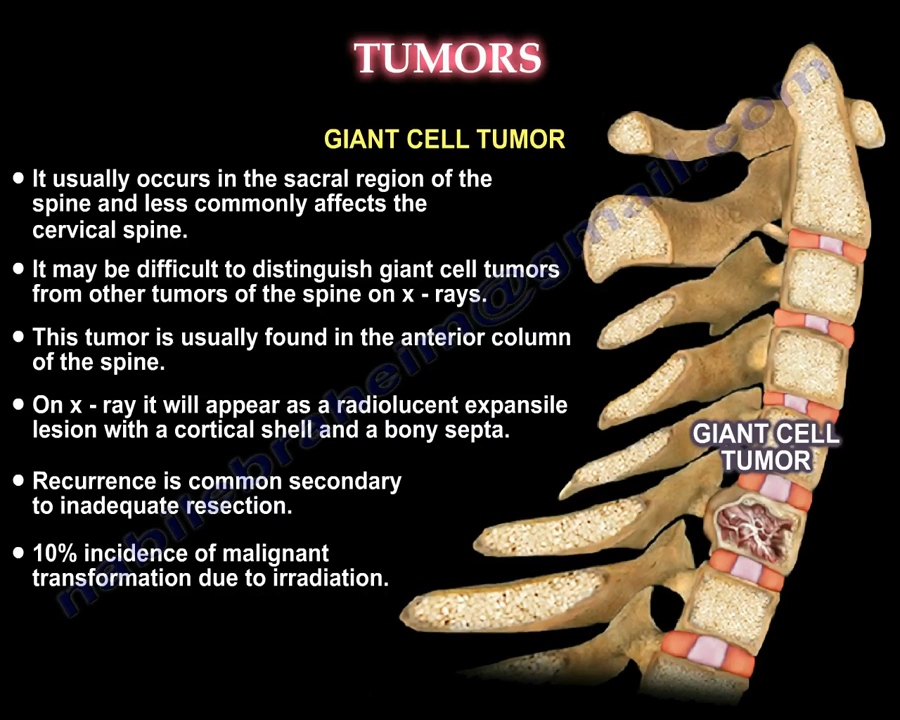 TUMORS
GIANT CELL TUMOR
• It usually occurs in the sacral region of the
spine and less commonly affects the
cervical spine.
• It may be difficult to distinguish giant cell tumors
from other tumors of the spine on x - rays.
• This tumor is usually found in the anterior column
of the spine.
• On x - ray it will appear as a radiolucent expansile
lesion with a cortical shell and a bony septa.
• Recurrence is common secondary
to inadequate resection.
• 10% incidence of malignant
transformation due to irradiation.
GIANT CELL
TUMOR
nabilebraheim@gmail.com